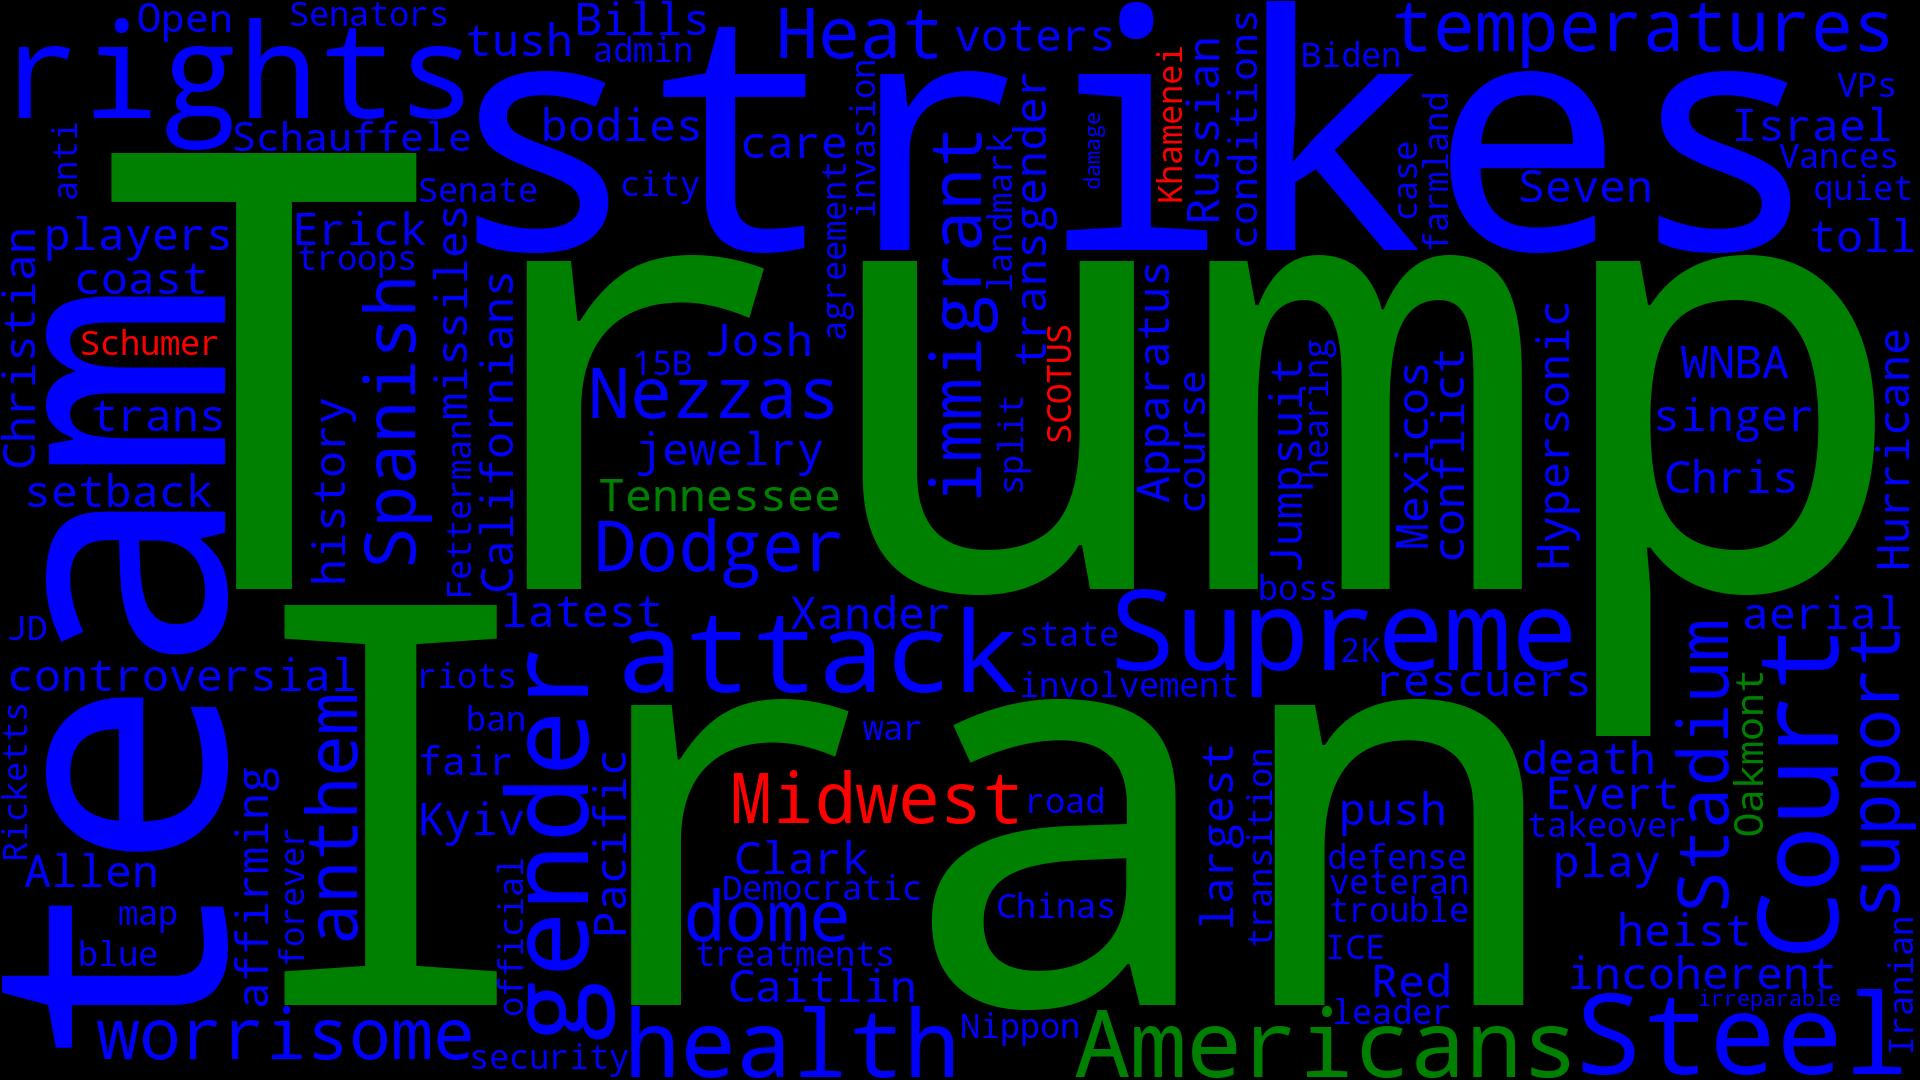 Open
Senators
Bills
tush
admin
Heat
voters
temperatures
rights
strikes
Biden
VPs
Schauffele
bodies
care
invasion
Khamenei
Russian
conditions
Israel
Vances
quiet
anti
Senate
city
agreement
immigrant
landmark
transgender
damage
case
farmland
Seven
toll
players
Erick
troops
coast
Trump
Christian
team
Schumer
trans
setback
history
Spanish
missiles
Fetterman
Californians
15B
Josh
Nezzas
jewelry
Tennessee
Dodger
split
SCOTUS
Apparatus
course
Jumpsuit
hearing
Mexicos
conflict
Hypersonic
WNBA
singer
Chris
Hurricane
JD
controversial
latest
Xander
attack
state
involvement
Supreme
boss
2K
rescuers
aerial
riots
ban
fair
Kyiv
gender
Iran
war
Midwest
road
Clark
Democratic
dome
treatments
Caitlin
Chinas
Pacific
largest
transition
push
defense
veteran
trouble
ICE
Red
leader
death
Evert
takeover
play
stadium
Oakmont
Court
support
Ricketts
Allen
map
blue
affirming
forever
anthem
official
worrisome
security
health
Nippon
Americans
heist
incoherent
irreparable
Steel
Iranian